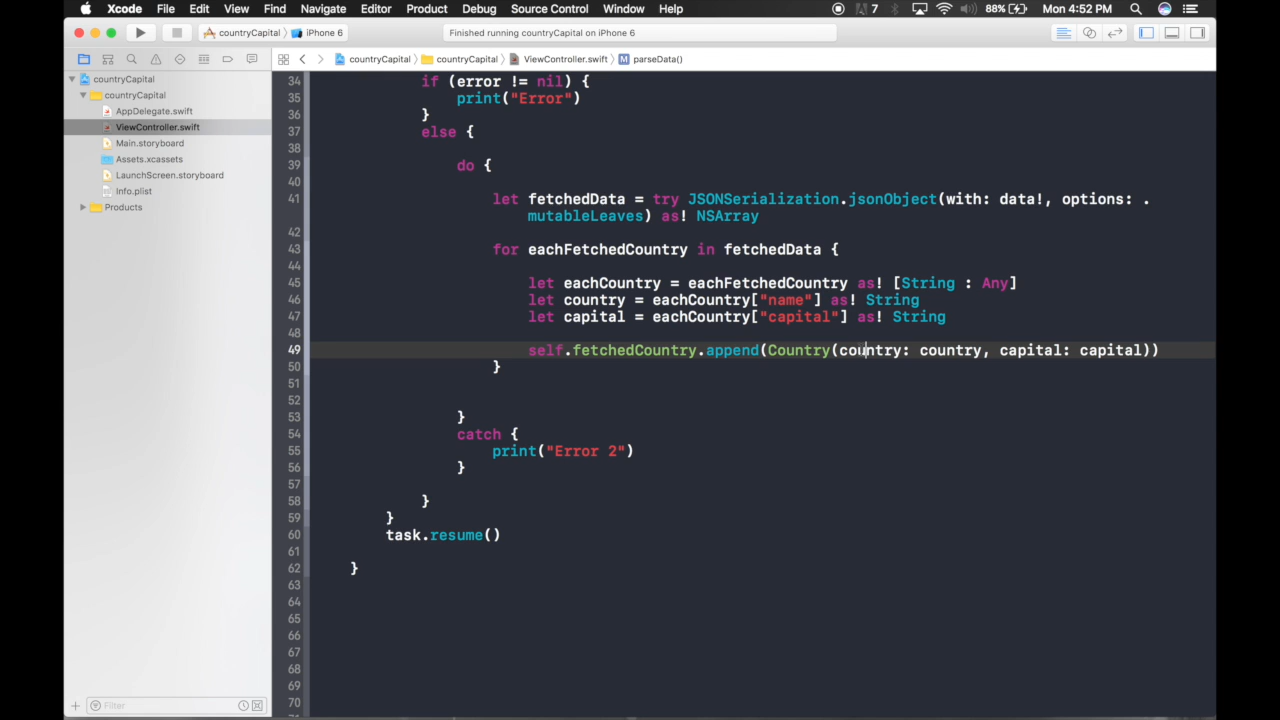 Xcode File Edit View Find Navigate Editor Product Debug Source Control Window Help 7 88% Mon 4:52 PM
countryCapital iPhone 6 Finished running countryCapital on iPhone 6
countryCapital countryCapital ViewController.swift M parseData()
countryCapital
countryCapital
AppDelegate.swift
ViewController.swift
Main.storyboard
Assets.xcassets
LaunchScreen.storyboard
Info.plist
Products
Filter
34 if (error != nil) {
35 print("Error")
36 }
37 else {
38
39 do {
40
41 let fetchedData = try JSONSerialization.jsonObject(with: data!, options: .
mutableLeaves) as! NSArray
42
43 for eachFetchedCountry in fetchedData {
44
45 let eachCountry = eachFetchedCountry as! [String : Any]
46 let country = eachCountry["name"] as! String
47 let capital = eachCountry["capital"] as! String
48
49 self.fetchedCountry.append(Country(country: country, capital: capital))
50 }
51
52
53 }
54 catch {
55 print("Error 2")
56 }
57
58 }
59 }
60 task.resume()
61
62 }
63
64
65
66
67
68
69
70